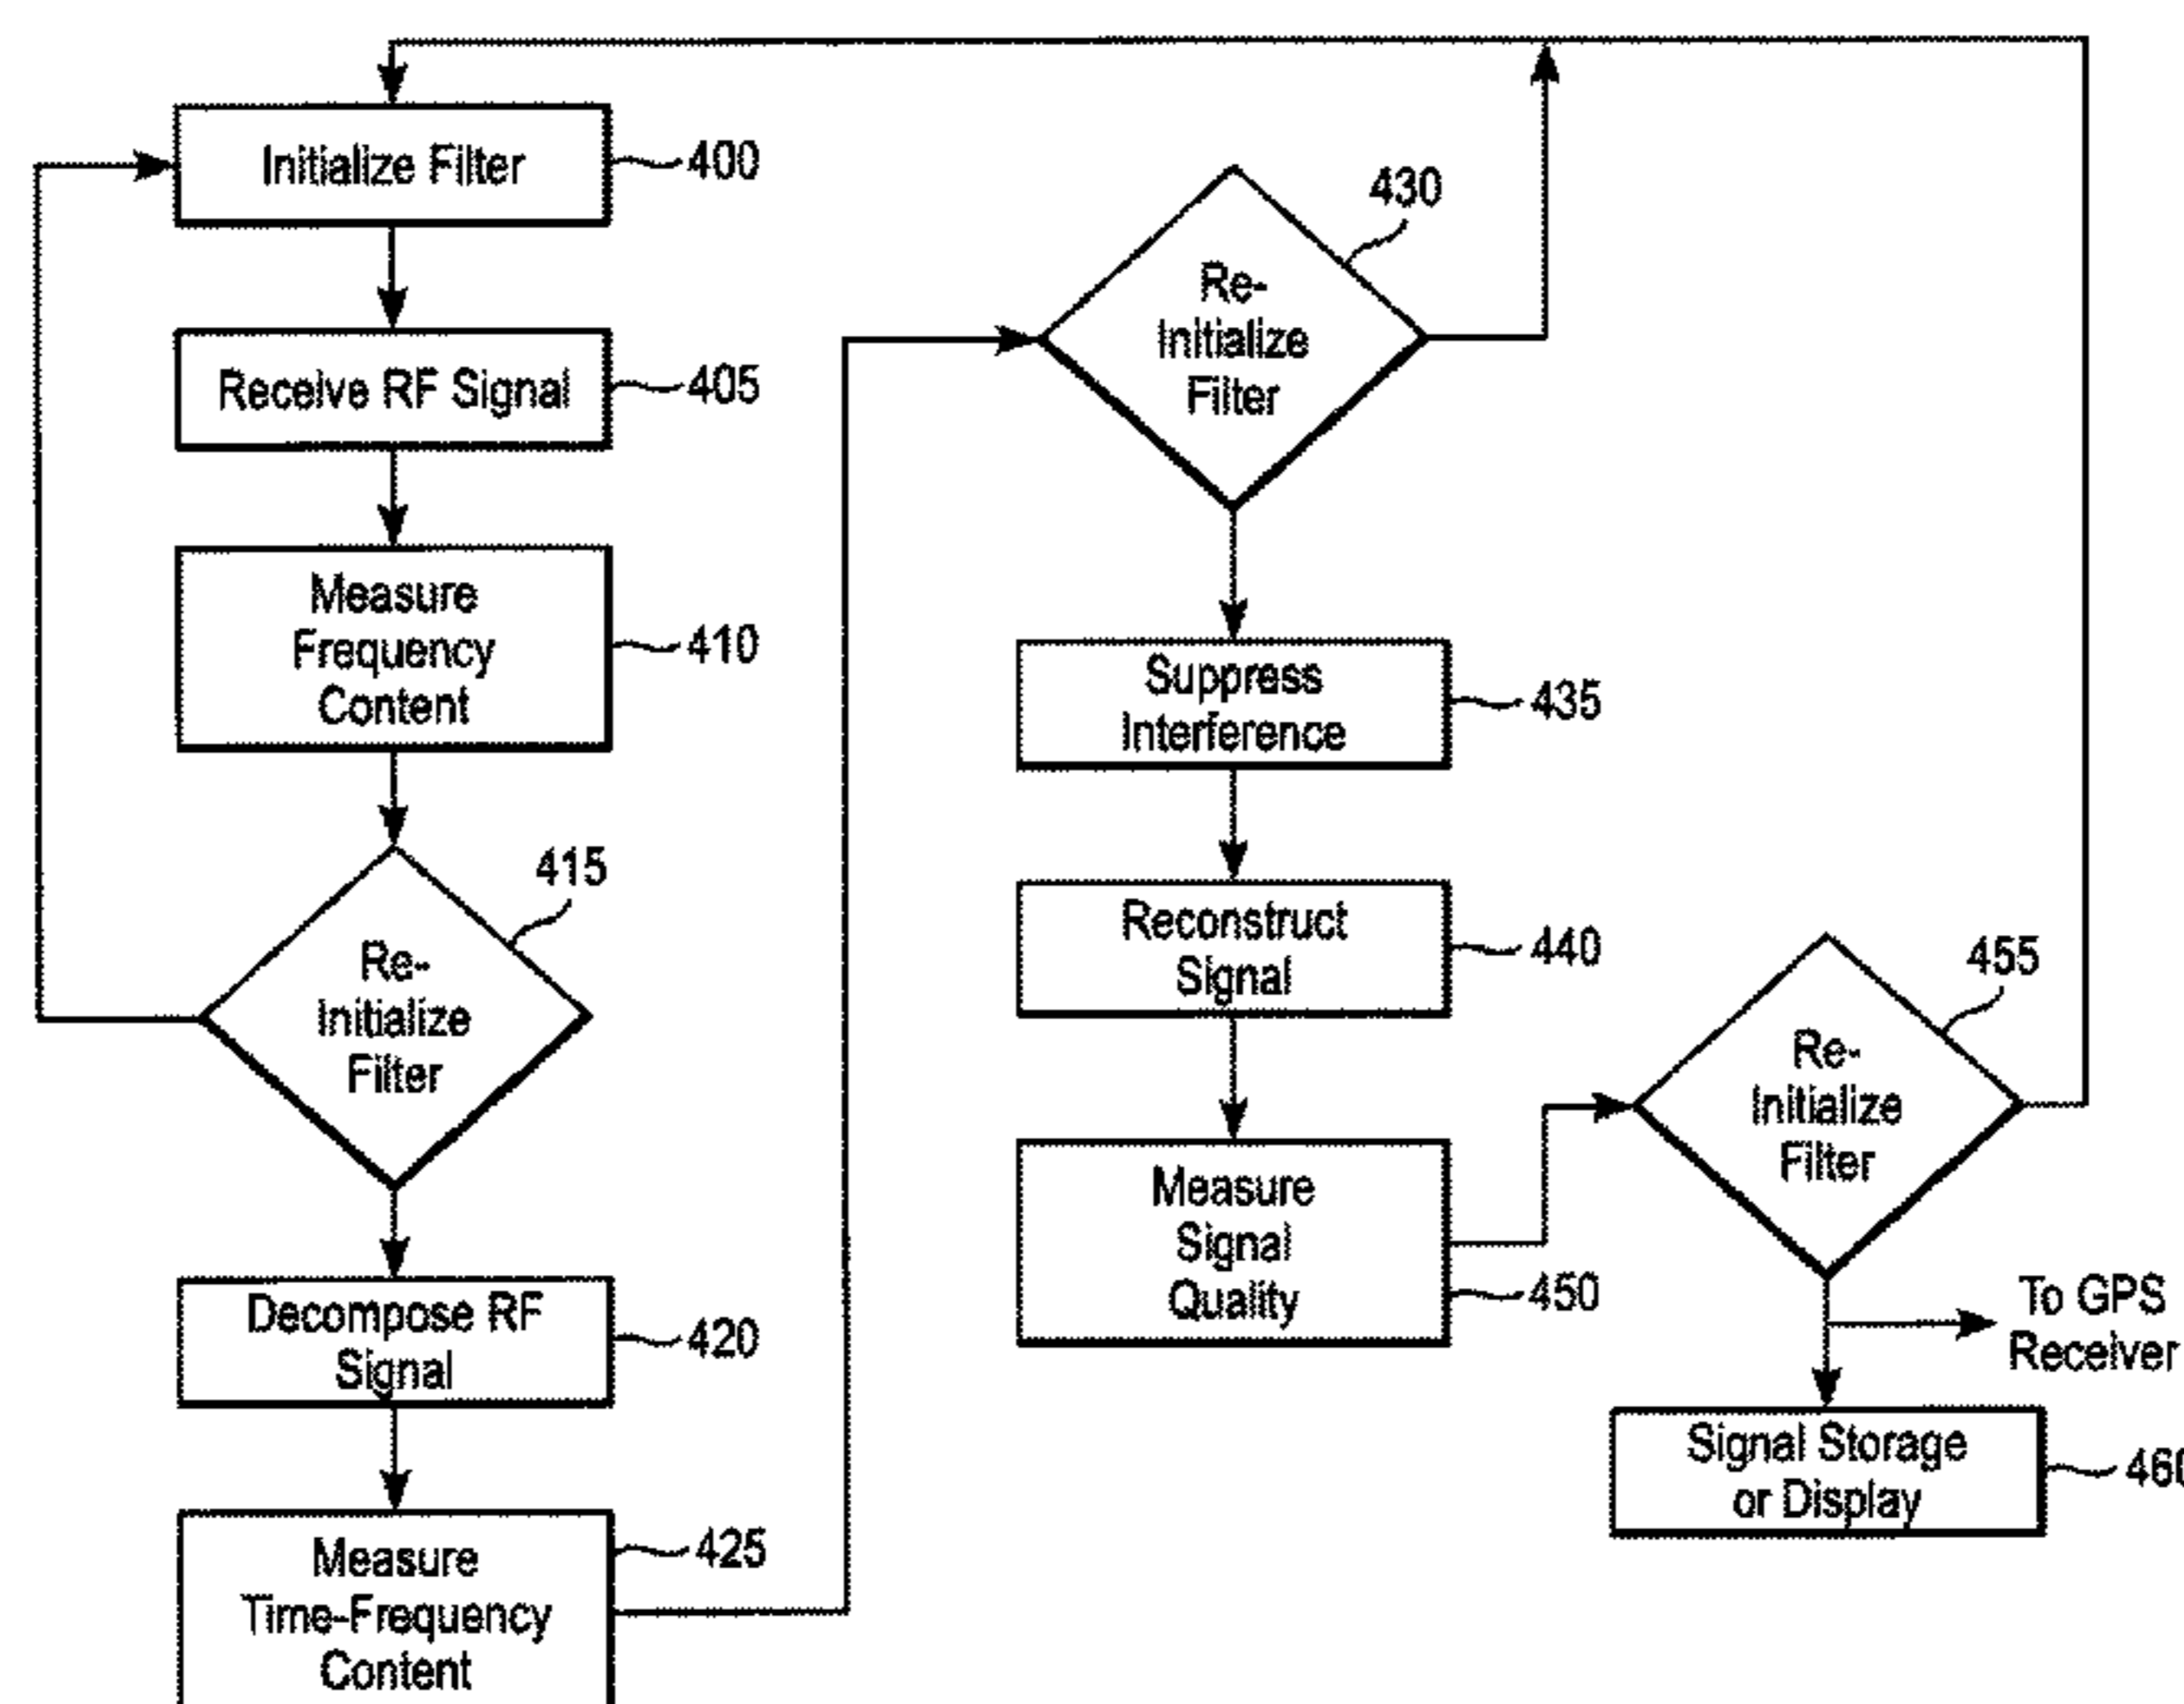 Initialize Filter
400
Receive RF Signal
405
Measure
Frequency
Content
410
415
Re-
Initialize
Filter
Decompose RF
Signal
420
Measure
Time-Frequency
Content
425
430
Re-
Initialize
Filter
Suppress
Interference
435
Reconstruct
Signal
440
Measure
Signal
Quality
450
455
Re-
Initialize
Filter
To GPS
Receiver
Signal Storage
or Display
460